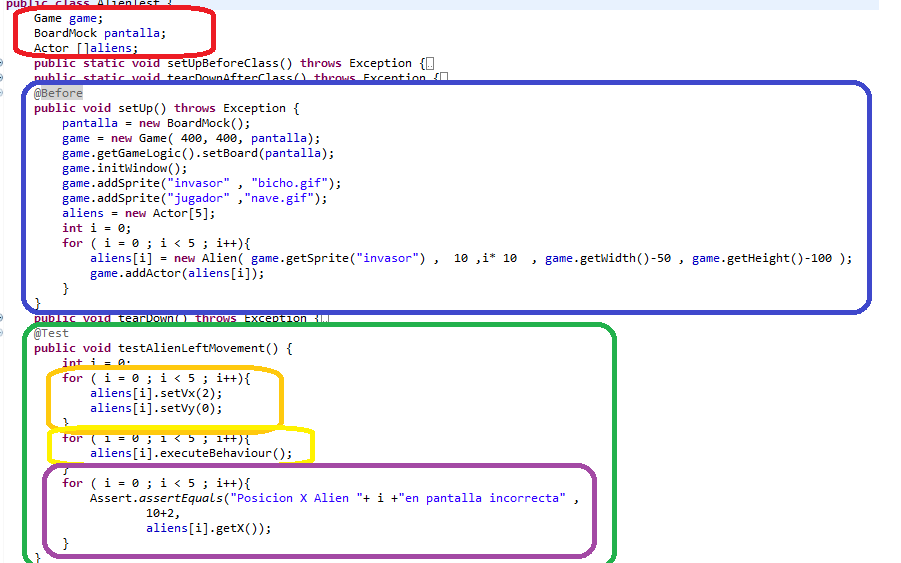 public class AlienTest {
Game game;
BoardMock pantalla;
Actor []aliens;
public static void setUpBeforeClass() throws Exception {
public static void tearDownAfterClass() throws Exception {
@Before
public void setUp() throws Exception {
pantalla = new BoardMock();
game = new Game( 400, 400, pantalla);
game.getGameLogic().setBoard(pantalla);
game.initWindow();
game.addSprite("invasor" , "bicho.gif");
game.addSprite("jugador" ,"nave.gif");
aliens = new Actor[5];
int i = 0;
for ( i = 0 ; i < 5 ; i++){
aliens[i] = new Alien( game.getSprite("invasor") ,  10 ,i* 10  , game.getWidth()-50 , game.getHeight()-100 );
game.addActor(aliens[i]);
}
}
public void tearDown() throws Exception {
@Test
public void testAlienLeftMovement() {
int i = 0;
for ( i = 0 ; i < 5 ; i++){
aliens[i].setVx(2);
aliens[i].setVy(0);
}
for ( i = 0 ; i < 5 ; i++){
aliens[i].executeBehaviour();
}
for ( i = 0 ; i < 5 ; i++){
Assert.assertEquals("Posicion X Alien "+ i +"en pantalla incorrecta" ,
10+2,
aliens[i].getX());
}
}